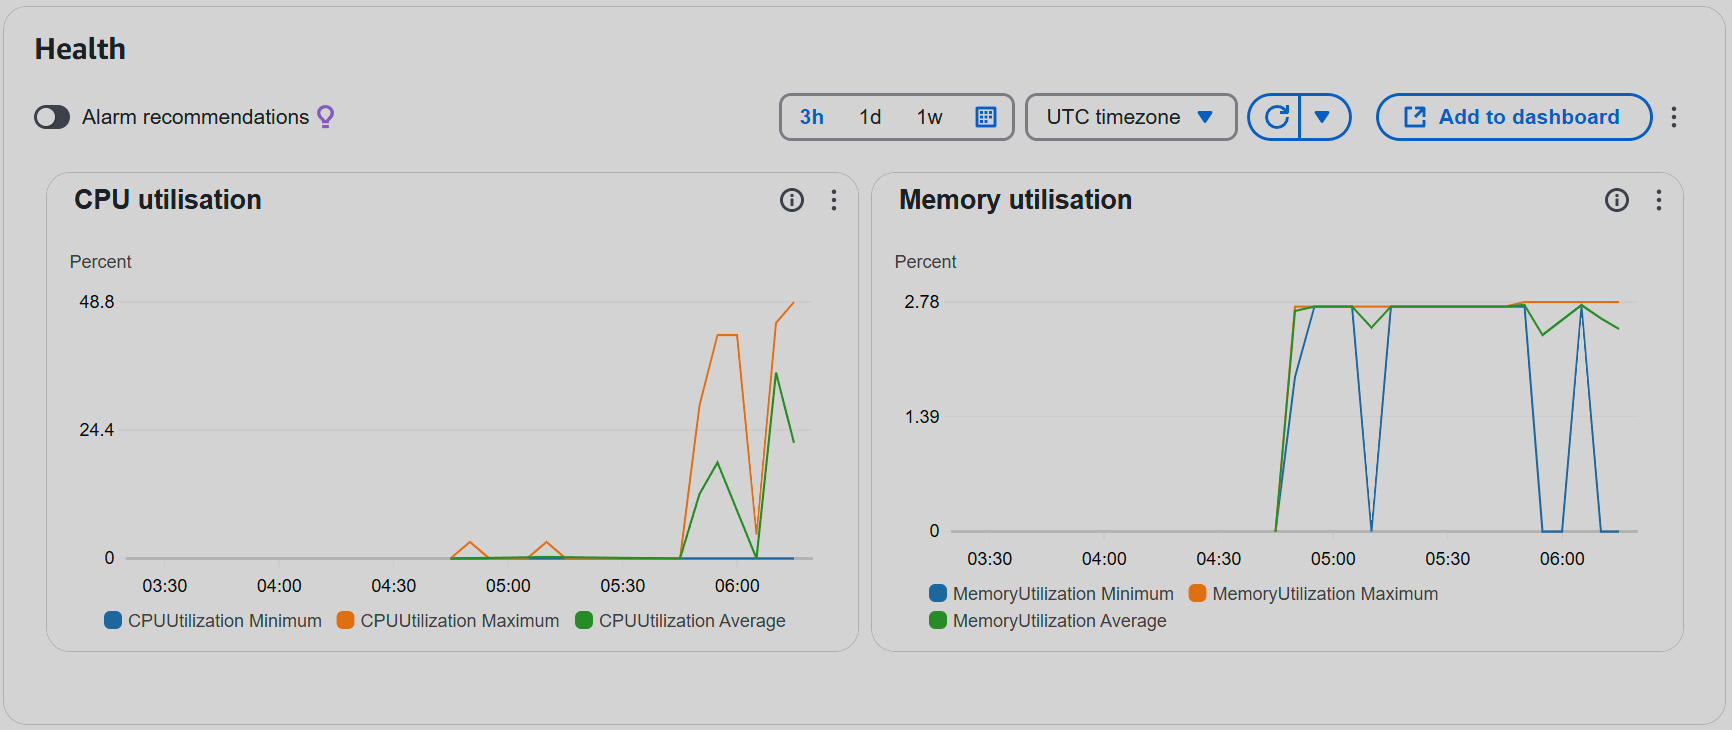 Health
Alarm recommendations
3h 1d 1w UTC timezone Add to dashboard
CPU utilisation
Percent
48.8
24.4
0
03:30 04:00 04:30 05:00 05:30 06:00
CPUUtilization Minimum CPUUtilization Maximum CPUUtilization Average
Memory utilisation
Percent
2.78
1.39
0
03:30 04:00 04:30 05:00 05:30 06:00
MemoryUtilization Minimum MemoryUtilization Maximum
MemoryUtilization Average